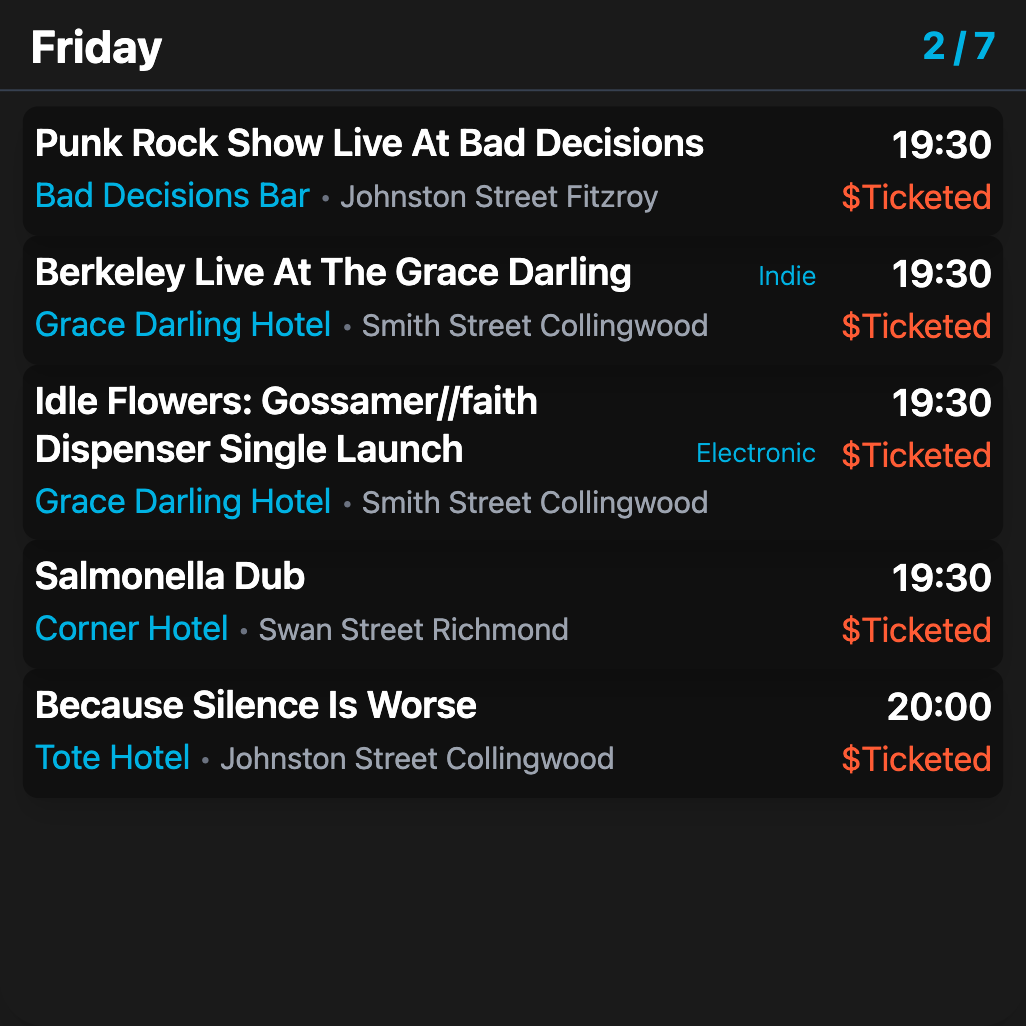 Friday 2 / 7
Punk Rock Show Live At Bad Decisions 19:30
Bad Decisions Bar • Johnston Street Fitzroy $Ticketed
Berkeley Live At The Grace Darling Indie 19:30
Grace Darling Hotel • Smith Street Collingwood $Ticketed
Idle Flowers: Gossamer//faith 19:30
Dispenser Single Launch Electronic $Ticketed
Grace Darling Hotel • Smith Street Collingwood
Salmonella Dub 19:30
Corner Hotel • Swan Street Richmond $Ticketed
Because Silence Is Worse 20:00
Tote Hotel • Johnston Street Collingwood $Ticketed